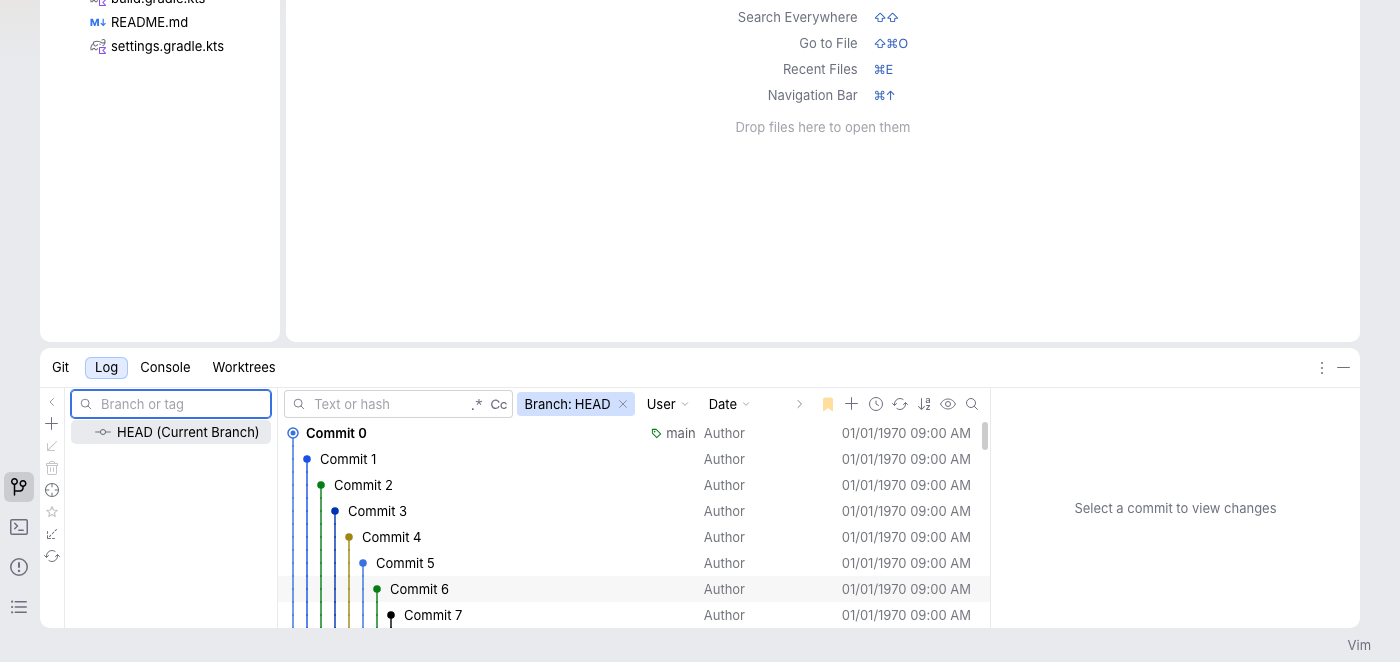 build.gradle.kts
README.md
settings.gradle.kts
Search Everywhere ⇧⇧
Go to File ⇧⌘O
Recent Files ⌘E
Navigation Bar ⌘↑
Drop files here to open them
Git Log Console Worktrees
Branch or tag
HEAD (Current Branch)
Text or hash .* Cc Branch: HEAD User Date
Commit 0 main Author 01/01/1970 09:00 AM
Commit 1 Author 01/01/1970 09:00 AM
Commit 2 Author 01/01/1970 09:00 AM
Commit 3 Author 01/01/1970 09:00 AM
Commit 4 Author 01/01/1970 09:00 AM
Commit 5 Author 01/01/1970 09:00 AM
Commit 6 Author 01/01/1970 09:00 AM
Commit 7 Author 01/01/1970 09:00 AM
Select a commit to view changes
Vim